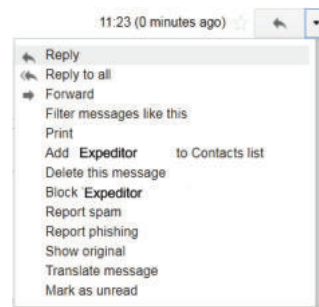 11:23 (0 minutes ago)
Reply
Reply to all
Forward
Filter messages like this
Print
Add Expeditor to Contacts list
Delete this message
Block Expeditor
Report spam
Report phishing
Show original
Translate message
Mark as unread